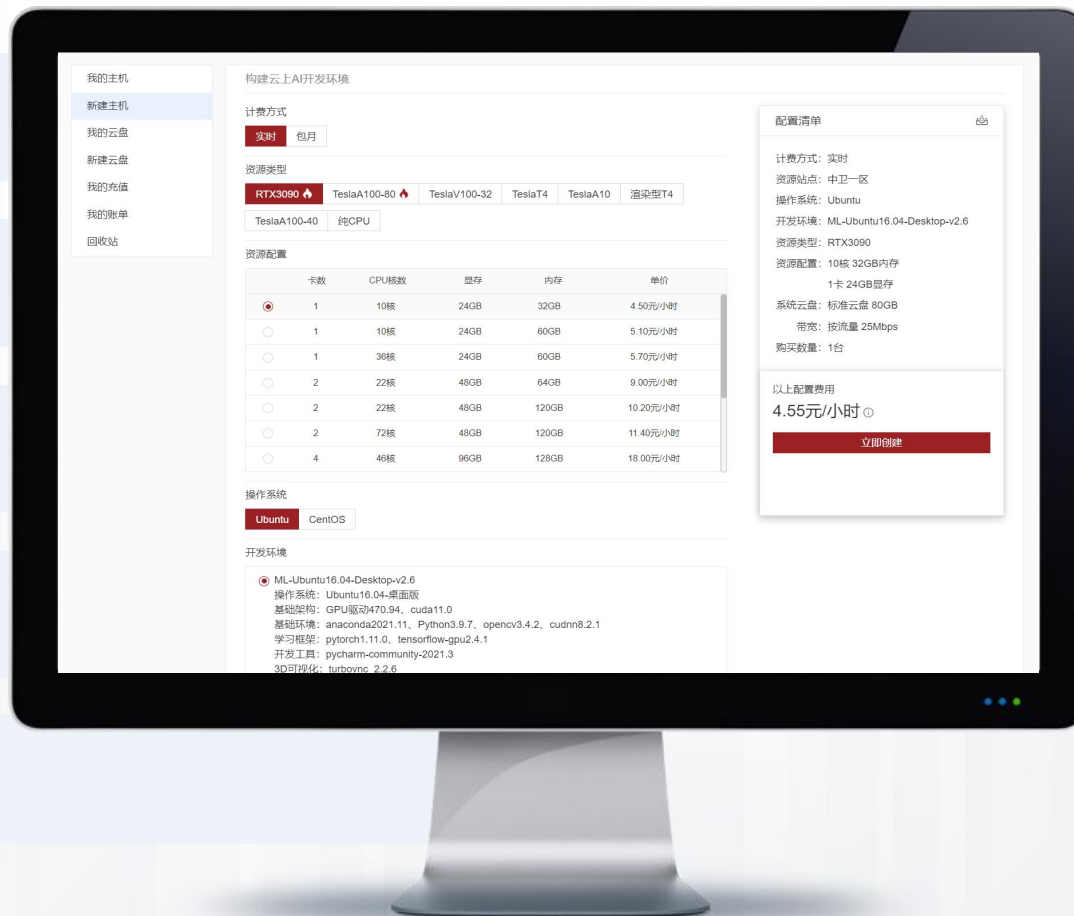 我的主机
新建主机
我的云盘
新建云盘
我的充值
我的账单
回收站
构建云上AI开发环境
计费方式
实时 包月
资源类型
RTX3090 TeslaA100-80 TeslaV100-32 TeslaT4 TeslaA10 渲染型T4
TeslaA100-40 纯CPU
资源配置
卡数 CPU核数 显存 内存 单价
1 10核 24GB 32GB 4.50元/小时
1 10核 24GB 60GB 5.10元/小时
1 36核 24GB 60GB 5.70元/小时
2 22核 48GB 64GB 9.00元/小时
2 22核 48GB 120GB 10.20元/小时
2 72核 48GB 120GB 11.40元/小时
4 46核 96GB 128GB 18.00元/小时
操作系统
Ubuntu CentOS
开发环境
ML-Ubuntu16.04-Desktop-v2.6
操作系统：Ubuntu16.04-桌面版
基础架构：GPU驱动470.94、cuda11.0
基础环境：anaconda2021.11、Python3.9.7、opencv3.4.2、cudnn8.2.1
学习框架：pytorch1.11.0、tensorflow-gpu2.4.1
开发工具：pycharm-community-2021.3
3D可视化：turbovnc_2.2.6
配置清单
计费方式：实时
资源站点：中卫一区
操作系统：Ubuntu
开发环境：ML-Ubuntu16.04-Desktop-v2.6
资源类型：RTX3090
资源配置：10核 32GB内存
1卡 24GB显存
系统云盘：标准云盘 80GB
带宽：按流量 25Mbps
购买数量：1台
以上配置费用
4.55元/小时
立即创建